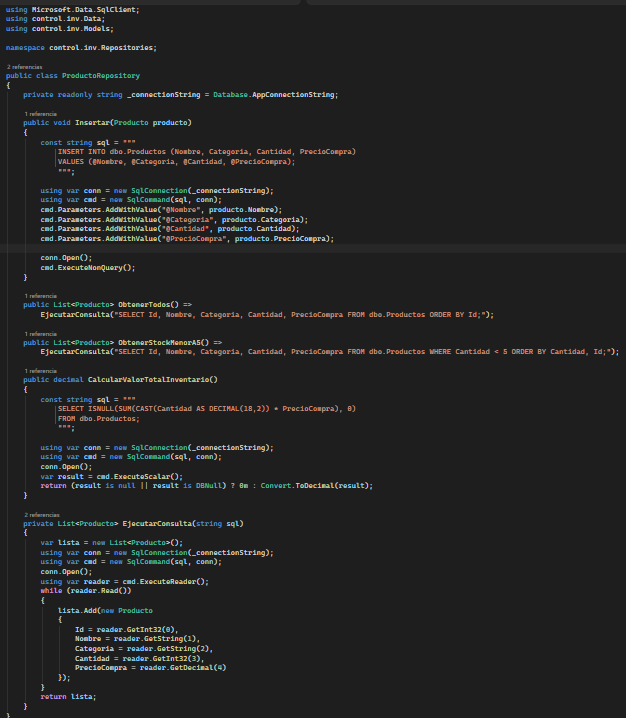 using Microsoft.Data.SqlClient;
using control.inv.Data;
using control.inv.Models;
namespace control.inv.Repositories;
2 referencias
public class ProductoRepository
{
private readonly string _connectionString = Database.AppConnectionString;
1 referencia
public void Insertar(Producto producto)
{
const string sql = """
INSERT INTO dbo.Productos (Nombre, Categoria, Cantidad, PrecioCompra)
VALUES (@Nombre, @Categoria, @Cantidad, @PrecioCompra);
""";
using var conn = new SqlConnection(_connectionString);
using var cmd = new SqlCommand(sql, conn);
cmd.Parameters.AddWithValue("@Nombre", producto.Nombre);
cmd.Parameters.AddWithValue("@Categoria", producto.Categoria);
cmd.Parameters.AddWithValue("@Cantidad", producto.Cantidad);
cmd.Parameters.AddWithValue("@PrecioCompra", producto.PrecioCompra);
conn.Open();
cmd.ExecuteNonQuery();
}
1 referencia
public List<Producto> ObtenerTodos() =>
EjecutarConsulta("SELECT Id, Nombre, Categoria, Cantidad, PrecioCompra FROM dbo.Productos ORDER BY Id;");
1 referencia
public List<Producto> ObtenerStockMenorA5() =>
EjecutarConsulta("SELECT Id, Nombre, Categoria, Cantidad, PrecioCompra FROM dbo.Productos WHERE Cantidad < 5 ORDER BY Cantidad, Id;");
1 referencia
public decimal CalcularValorTotalInventario()
{
const string sql = """
SELECT ISNULL(SUM(CAST(Cantidad AS DECIMAL(18,2)) * PrecioCompra), 0)
FROM dbo.Productos;
""";
using var conn = new SqlConnection(_connectionString);
using var cmd = new SqlCommand(sql, conn);
conn.Open();
var result = cmd.ExecuteScalar();
return (result is null || result is DBNull) ? 0m : Convert.ToDecimal(result);
}
2 referencias
private List<Producto> EjecutarConsulta(string sql)
{
var lista = new List<Producto>();
using var conn = new SqlConnection(_connectionString);
using var cmd = new SqlCommand(sql, conn);
conn.Open();
using var reader = cmd.ExecuteReader();
while (reader.Read())
{
lista.Add(new Producto
{
Id = reader.GetInt32(0),
Nombre = reader.GetString(1),
Categoria = reader.GetString(2),
Cantidad = reader.GetInt32(3),
PrecioCompra = reader.GetDecimal(4)
});
}
return lista;
}
}